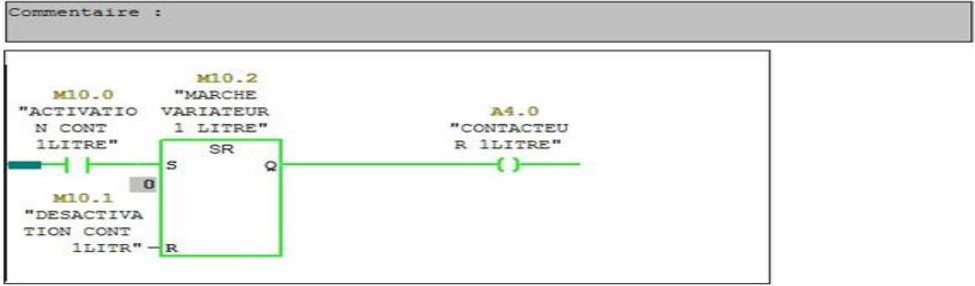 Commentaire :
M10.2
M10.0 "MARCHE
"ACTIVATIO VARIATEUR A4.0
N CONT 1 LITRE" "CONTACTEU
1LITRE" SR R 1LITRE"
S Q
0
M10.1
"DESACTIVA
TION CONT
1LITR" R